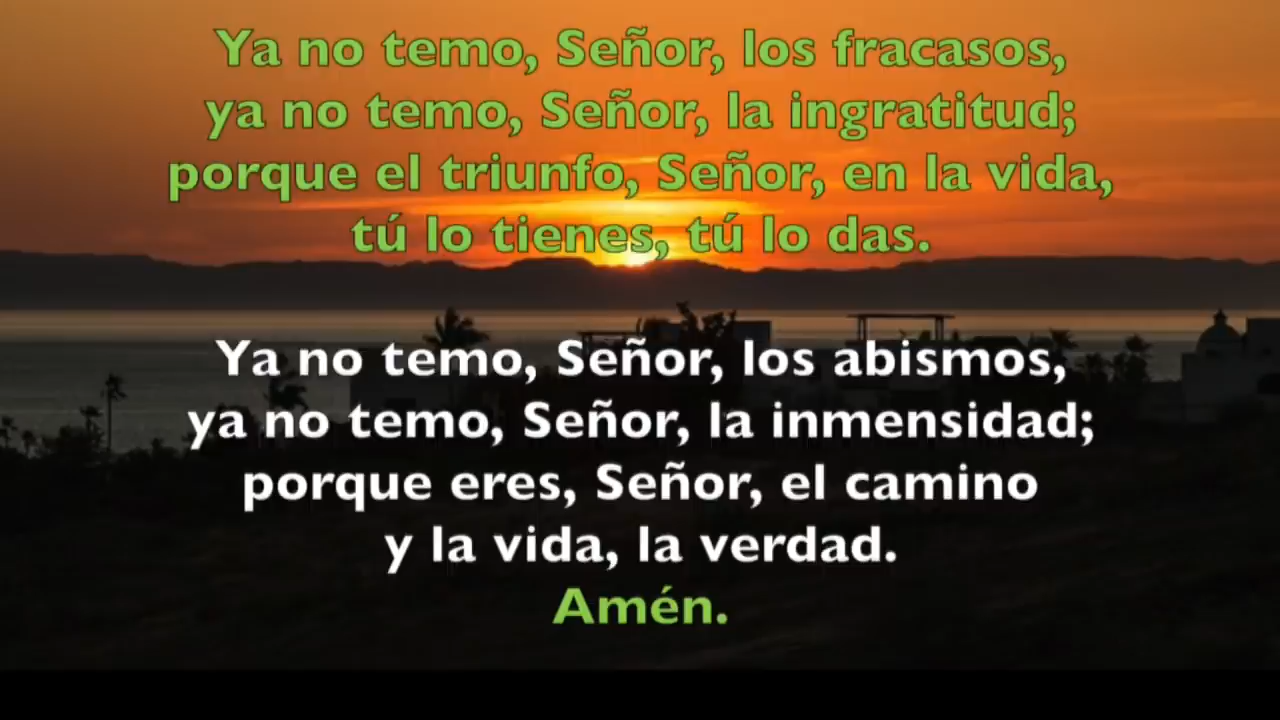 Ya no temo, Señor, los fracasos,
ya no temo, Señor, la ingratitud;
porque el triunfo, Señor, en la vida,
tú lo tienes, tú lo das.
Ya no temo, Señor, los abismos,
ya no temo, Señor, la inmensidad;
porque eres, Señor, el camino
y la vida, la verdad.
Amén.